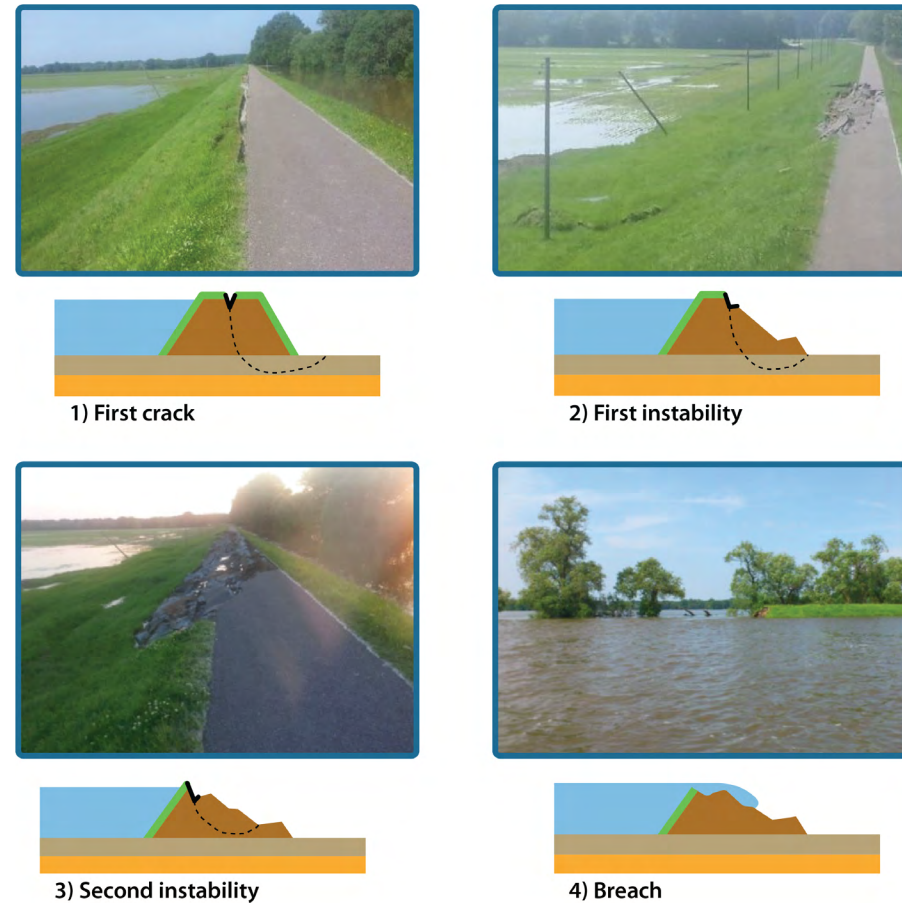 1) First crack
2) First instability
3) Second instability
4) Breach